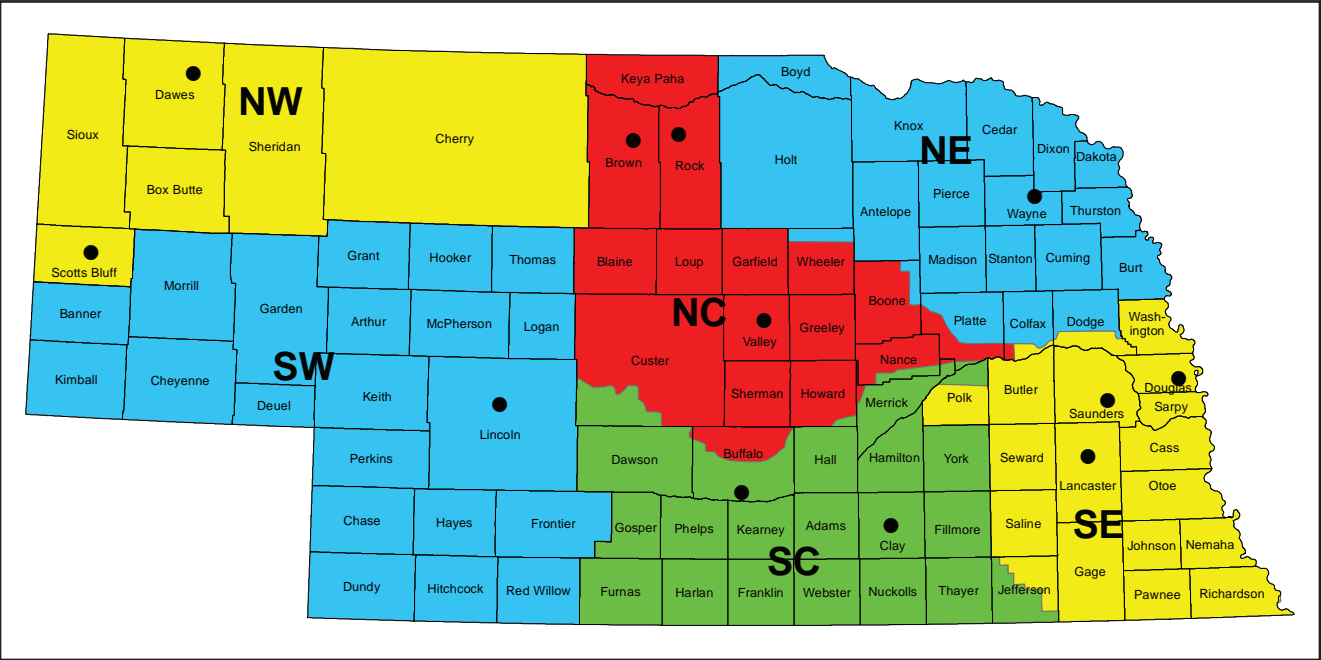 Keya Paha
Boyd
Dawes
NW
Sioux
Sheridan
Cherry
Knox
Cedar
NE
Dixon
Dakota
Brown
Rock
Holt
Box Butte
Pierce
Antelope
Wayne
Thurston
Scotts Bluff
Morrill
Grant
Hooker
Thomas
Blaine
Loup
Garfield
Wheeler
Madison
Stanton
Cuming
Burt
Banner
Garden
Arthur
McPherson
Logan
NC
Valley
Greeley
Boone
Platte
Colfax
Dodge
Wash-
ington
Kimball
Cheyenne
SW
Deuel
Keith
Custer
Sherman
Howard
Nance
Merrick
Polk
Butler
Saunders
Douglas
Sarpy
Lincoln
Perkins
Dawson
Buffalo
Hall
Hamilton
York
Seward
Lancaster
Cass
Otoe
Chase
Hayes
Frontier
Gosper
Phelps
Kearney
Adams
Clay
Fillmore
Saline
SE
Johnson
Nemaha
SC
Gage
Dundy
Hitchcock
Red Willow
Furnas
Harlan
Franklin
Webster
Nuckolls
Thayer
Jefferson
Pawnee
Richardson